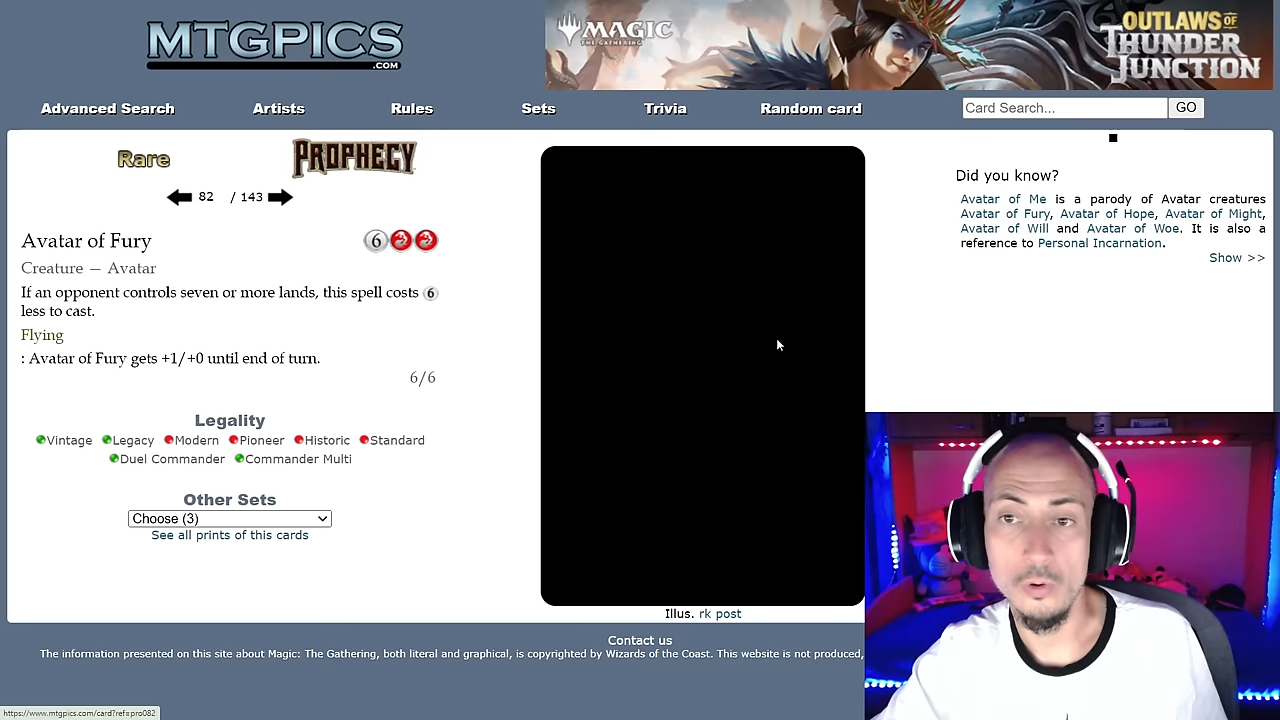 MTGPICS
.COM
MAGIC
THE GATHERING
OUTLAWS OF
THUNDER
JUNCTION
Advanced Search
Artists
Rules
Sets
Trivia
Random card
Card Search...
GO
Rare
PROPHECY
82 / 143
Avatar of Fury
6
Creature — Avatar
If an opponent controls seven or more lands, this spell costs 6
less to cast.
Flying
: Avatar of Fury gets +1/+0 until end of turn.
6/6
Legality
Vintage Legacy Modern Pioneer Historic Standard
Duel Commander Commander Multi
Other Sets
Choose (3)
See all prints of this cards
Illus. rk post
Did you know?
Avatar of Me is a parody of Avatar creatures
Avatar of Fury, Avatar of Hope, Avatar of Might,
Avatar of Will and Avatar of Woe. It is also a
reference to Personal Incarnation.
Show >>
Contact us
The information presented on this site about Magic: The Gathering, both literal and graphical, is copyrighted by Wizards of the Coast. This website is not produced,
https://www.mtgpics.com/card?ref=pro082